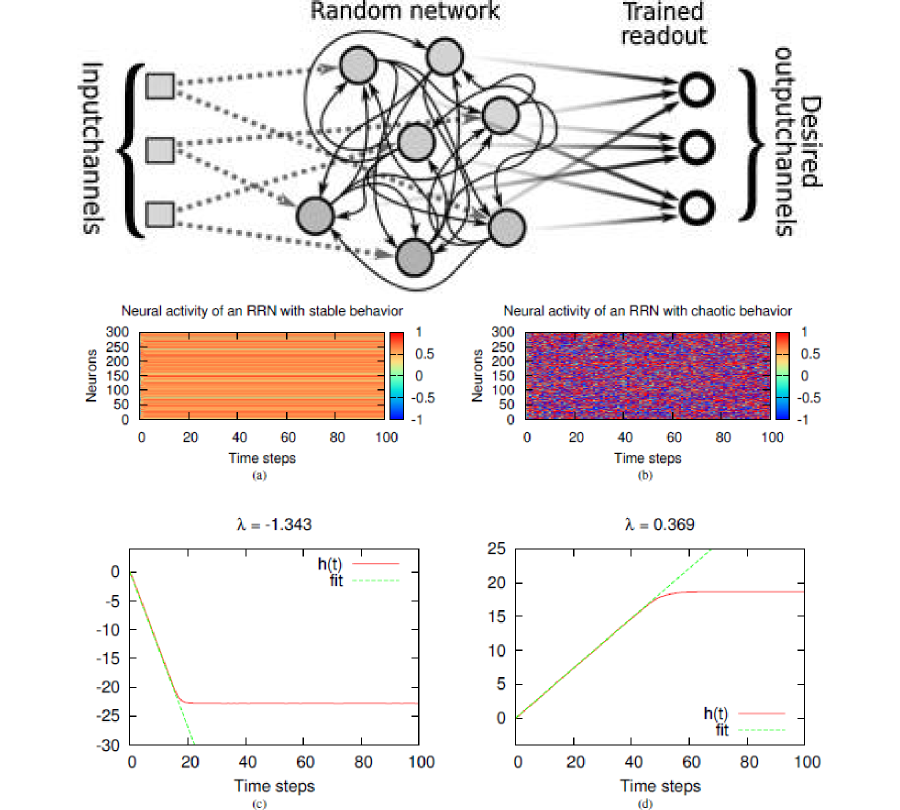 Random network
Trained
readout
Inputchannels
Desired
outputchannels
Neural activity of an RRN with stable behavior
300
250
200
150
100
50
0
Neurons
0 20 40 60 80 100
Time steps
1
0.5
0
-0.5
-1
(a)
Neural activity of an RRN with chaotic behavior
300
250
200
150
100
50
0
Neurons
0 20 40 60 80 100
Time steps
1
0.5
0
-0.5
-1
(b)
λ = -1.343
h(t)
fit
0
-5
-10
-15
-20
-25
-30
0 20 40 60 80 100
Time steps
(c)
λ = 0.369
25
20
15
10
5
0
h(t)
fit
0 20 40 60 80 100
Time steps
(d)